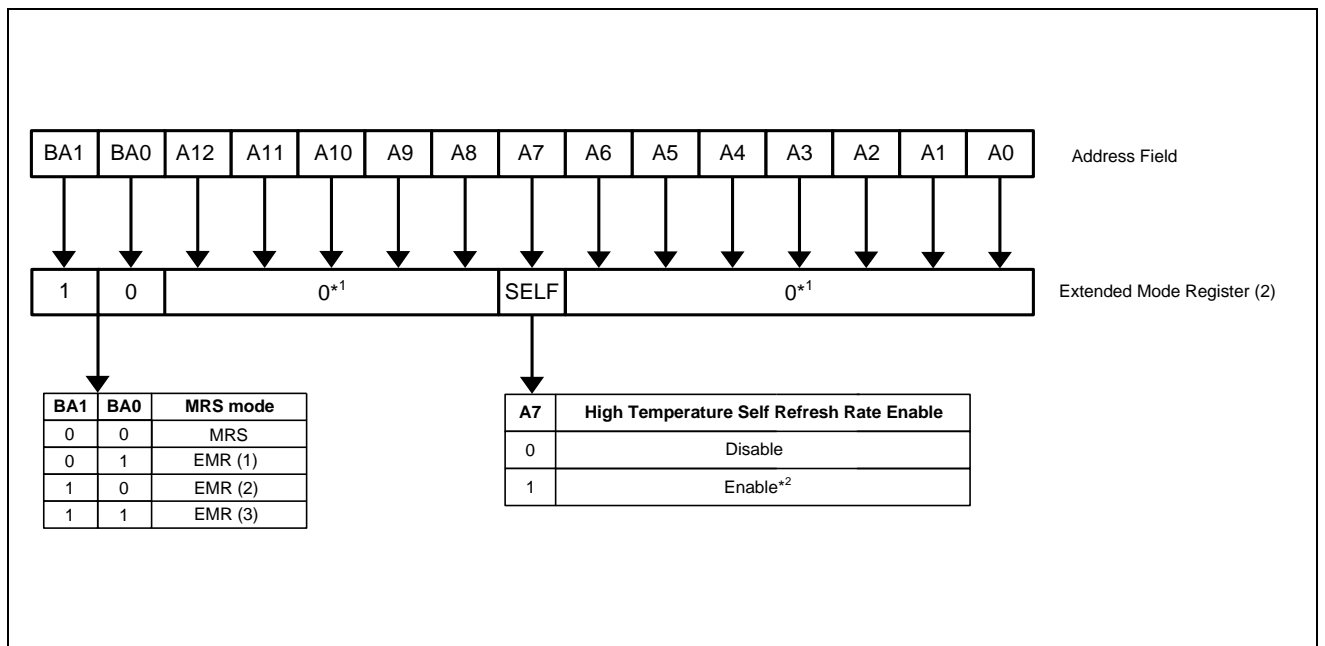 BA1 BA0 A12 A11 A10 A9 A8 A7 A6 A5 A4 A3 A2 A1 A0 Address Field
1 0 0*1 SELF 0*1 Extended Mode Register (2)
BA1 BA0 MRS mode
0 0 MRS
0 1 EMR (1)
1 0 EMR (2)
1 1 EMR (3)
A7 High Temperature Self Refresh Rate Enable
0 Disable
1 Enable*2